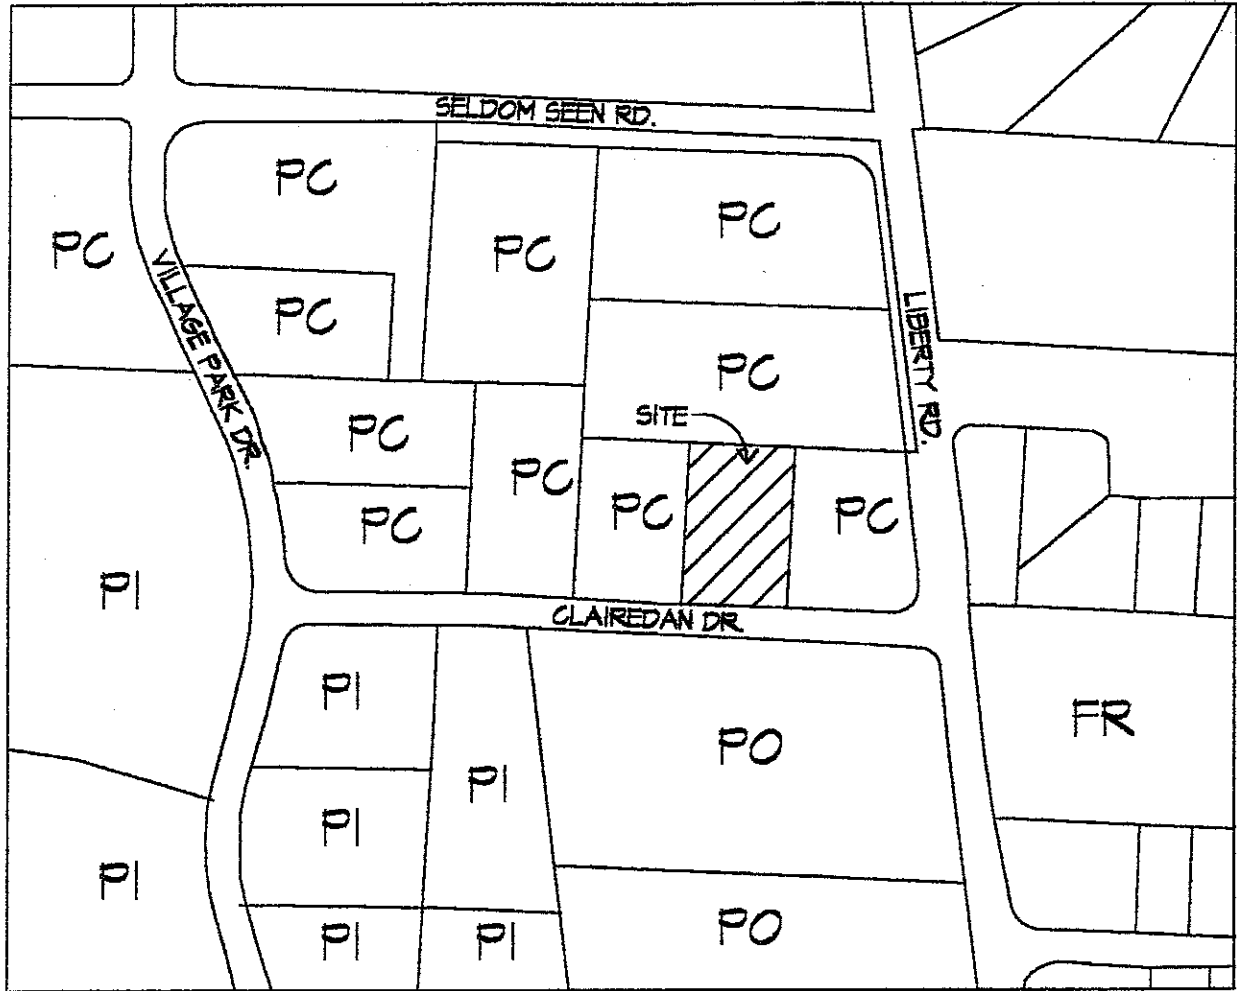 SELDOM SEEN RD.
PC
PC
PC
PC
PC
VILLAGE PARK DR.
LIBERTY RD.
PC
PC
SITE
PC
PC
PC
PC
PC
PI
CLAIREDAN DR.
PI
FR
PO
PI
PI
PI
PO
PI
PI